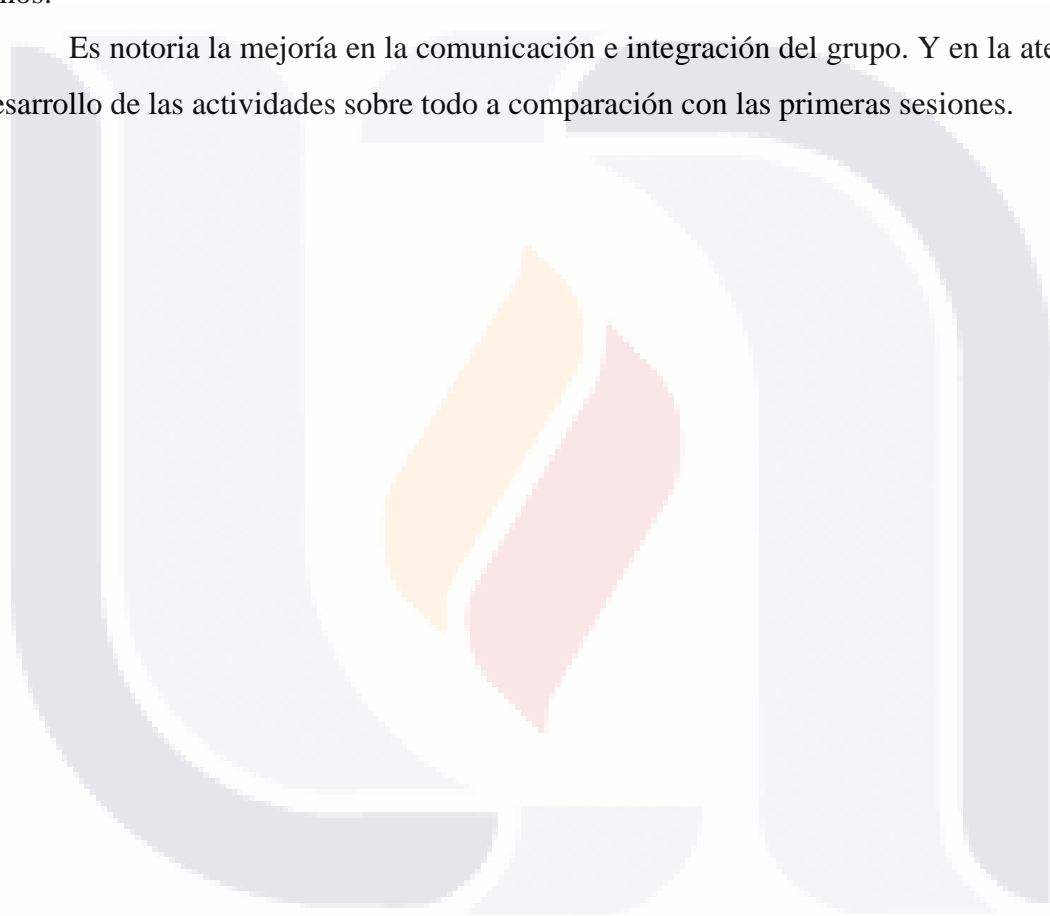 Es notoria la mejoría en la comunicación e integración del grupo. Y en la
desarrollo de las actividades sobre todo a comparación con las primeras sesiones.